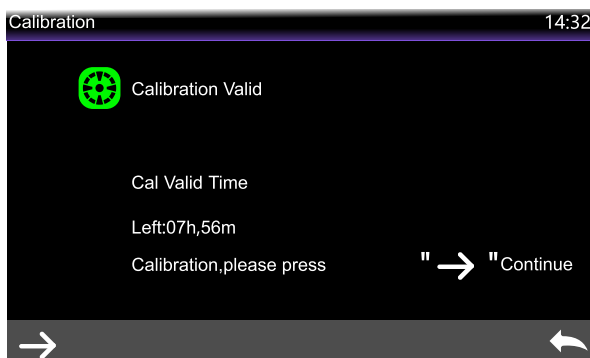 Calibration 14:32
Calibration Valid
Cal Valid Time
Left:07h,56m
Calibration,please press "→"Continue